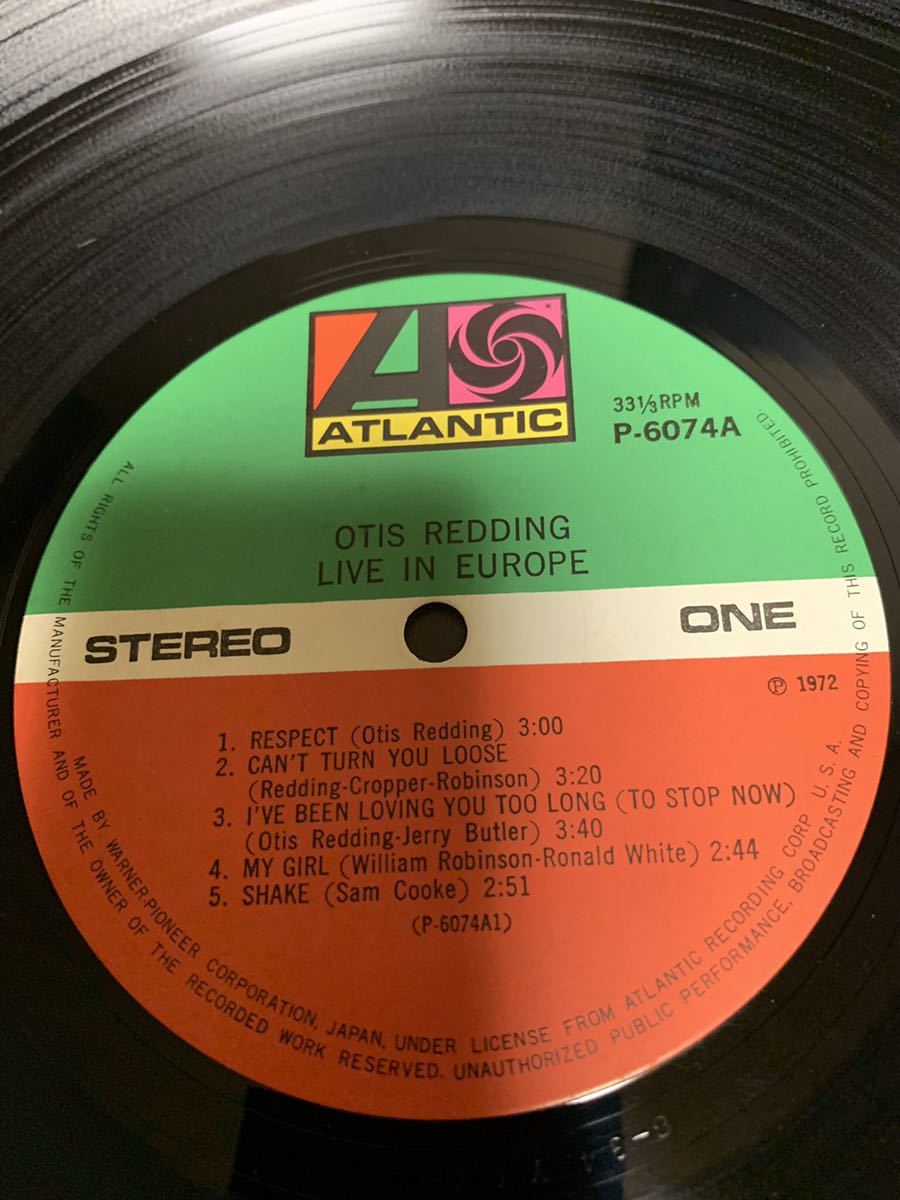 ATLANTIC
33⅓RPM
P-6074A
OTIS REDDING
LIVE IN EUROPE
STEREO
ONE
Ⓟ 1972
1. RESPECT (Otis Redding) 3:00
2. CAN'T TURN YOU LOOSE
(Redding-Cropper-Robinson) 3:20
3. I'VE BEEN LOVING YOU TOO LONG (TO STOP NOW)
(Otis Redding-Jerry Butler) 3:40
4. MY GIRL (William Robinson-Ronald White) 2:44
5. SHAKE (Sam Cooke) 2:51
(P-6074A1)
MADE BY WARNER-PIONEER CORPORATION, JAPAN, UNDER LICENSE FROM ATLANTIC RECORDING CORP U. S. A.
ALL RIGHTS OF THE MANUFACTURER AND OF THE OWNER OF THE RECORDED WORK RESERVED. UNAUTHORIZED PUBLIC PERFORMANCE, BROADCASTING AND COPYING OF THIS RECORD PROHIBITED.